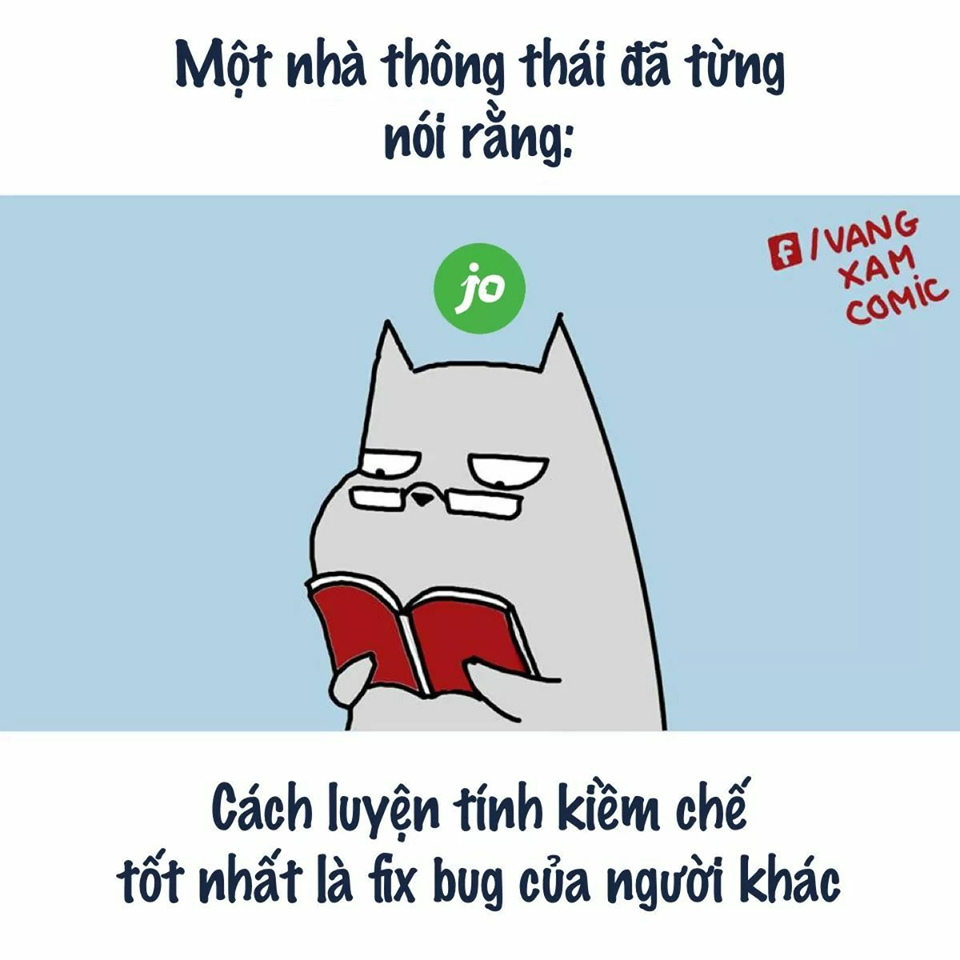 Một nhà thông thái đã từng
nói rằng:
f/VANG
XAM
COMIC
jo
Cách luyện tính kiềm chế
tốt nhất là fix bug của người khác